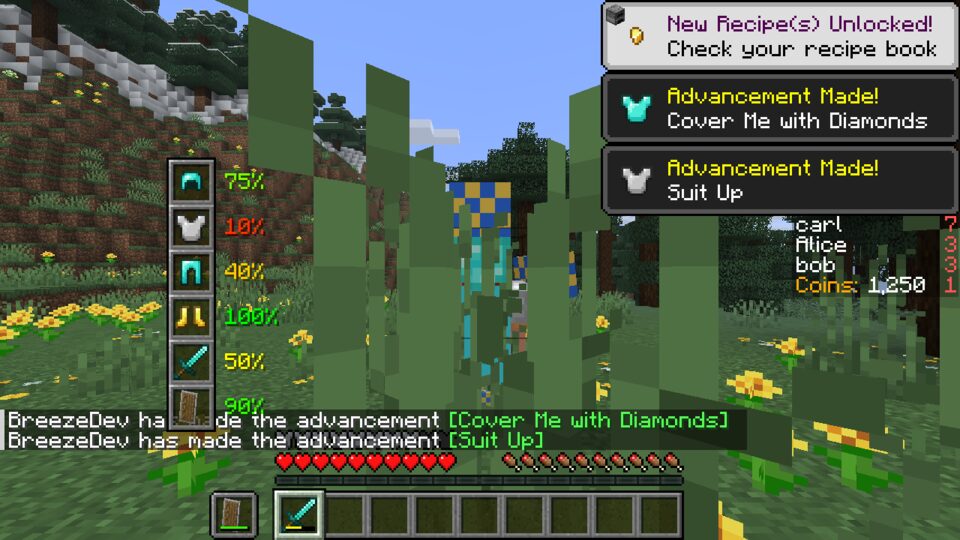 New Recipe(s) Unlocked!
Check your recipe book
Advancement Made!
Cover Me with Diamonds
Advancement Made!
Suit Up
carl 7
Alice 3
bob 3
Coins: 1,250 1
75%
10%
40%
100%
50%
90%
BreezeDev ha de the advancement [Cover Me with Diamonds]
BreezeDev has made the advancement [Suit Up]